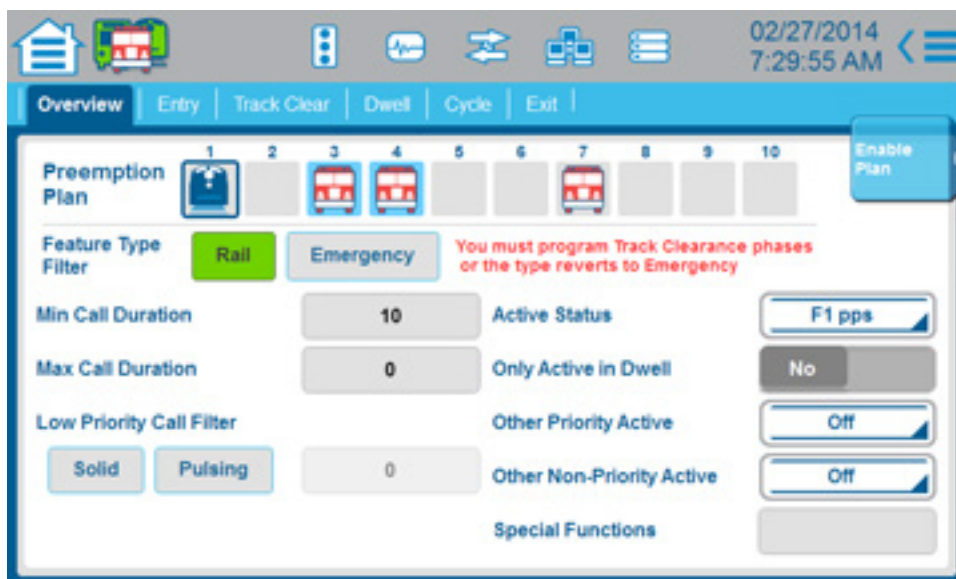 02/27/2014
7:29:55 AM
Overview Entry Track Clear Dwell Cycle Exit
1 2 3 4 5 6 7 8 9 10
Preemption
Plan
Enable
Plan
Feature Type
Filter
Rail Emergency
You must program Track Clearance phases
or the type reverts to Emergency
Min Call Duration 10 Active Status F1 pps
Max Call Duration 0 Only Active in Dwell No
Low Priority Call Filter Other Priority Active Off
Solid Pulsing 0 Other Non-Priority Active Off
Special Functions